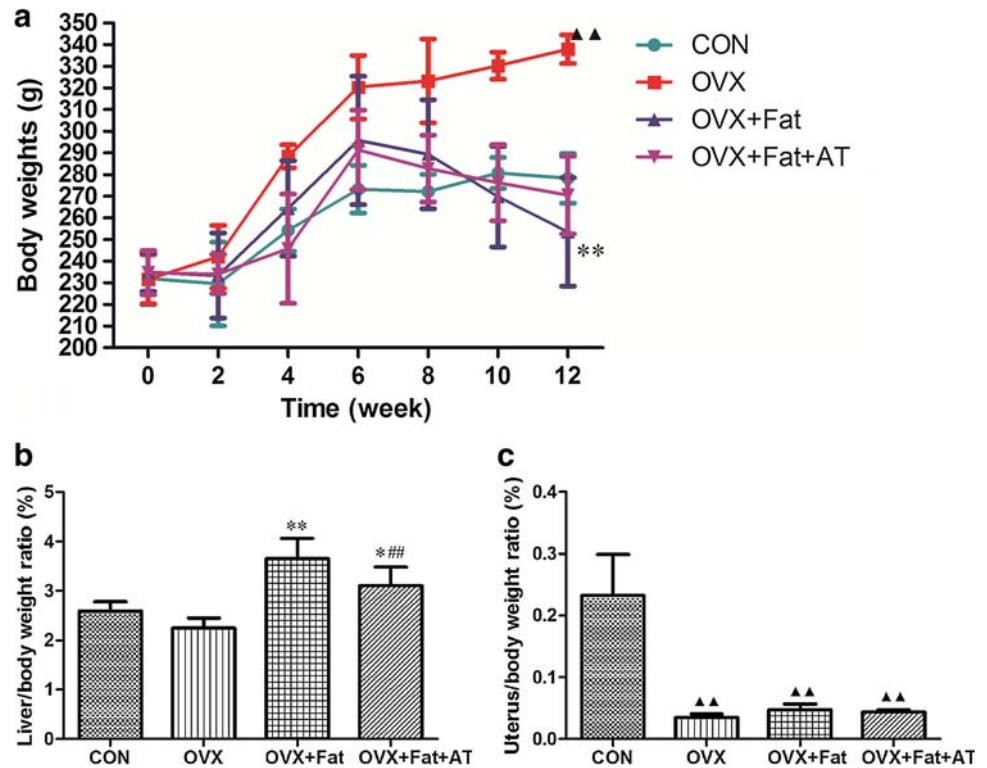 a
Body weights (g)
350
340
330
320
310
300
290
280
270
260
250
240
230
220
210
200
0 2 4 6 8 10 12
Time (week)
▲▲
**
CON
OVX
OVX+Fat
OVX+Fat+AT
b
Liver/body weight ratio (%)
5
4
3
2
1
0
**
*##
CON OVX OVX+Fat OVX+Fat+AT
c
Uterus/body weight ratio (%)
0.4
0.3
0.2
0.1
0.0
▲▲ ▲▲ ▲▲
CON OVX OVX+Fat OVX+Fat+AT